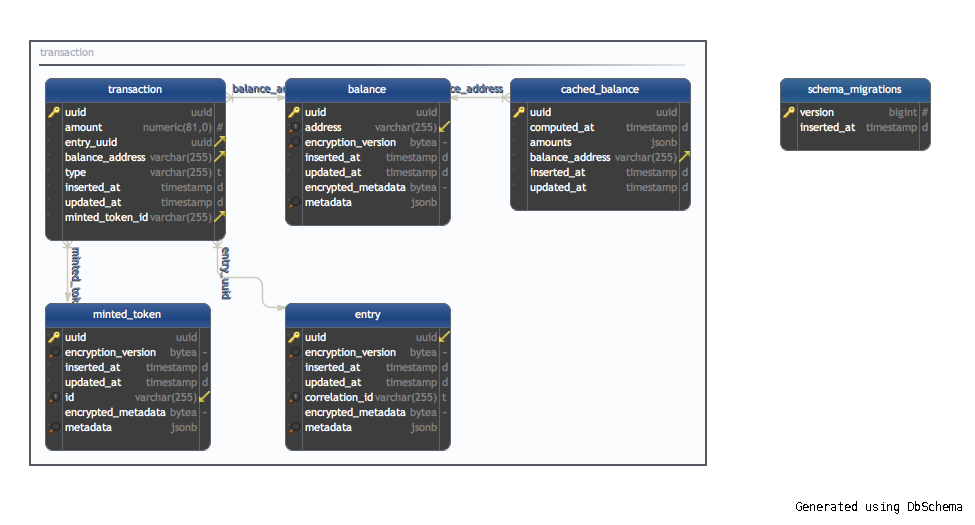 transaction
transaction
uuid uuid
amount numeric(81,0) #
entry_uuid uuid
balance_address varchar(255)
type varchar(255) t
inserted_at timestamp d
updated_at timestamp d
minted_token_id varchar(255)
balance_ad
balance
uuid uuid
address varchar(255)
encryption_version bytea ~
inserted_at timestamp d
updated_at timestamp d
encrypted_metadata bytea ~
metadata jsonb
ce_address
cached_balance
uuid uuid
computed_at timestamp d
amounts jsonb
balance_address varchar(255)
inserted_at timestamp d
updated_at timestamp d
schema_migrations
version bigint #
inserted_at timestamp d
minted_tok
entry_uuid
minted_token
uuid uuid
encryption_version bytea ~
inserted_at timestamp d
updated_at timestamp d
id varchar(255)
encrypted_metadata bytea ~
metadata jsonb
entry
uuid uuid
encryption_version bytea ~
inserted_at timestamp d
updated_at timestamp d
correlation_id varchar(255) t
encrypted_metadata bytea ~
metadata jsonb
Generated using DbSchema